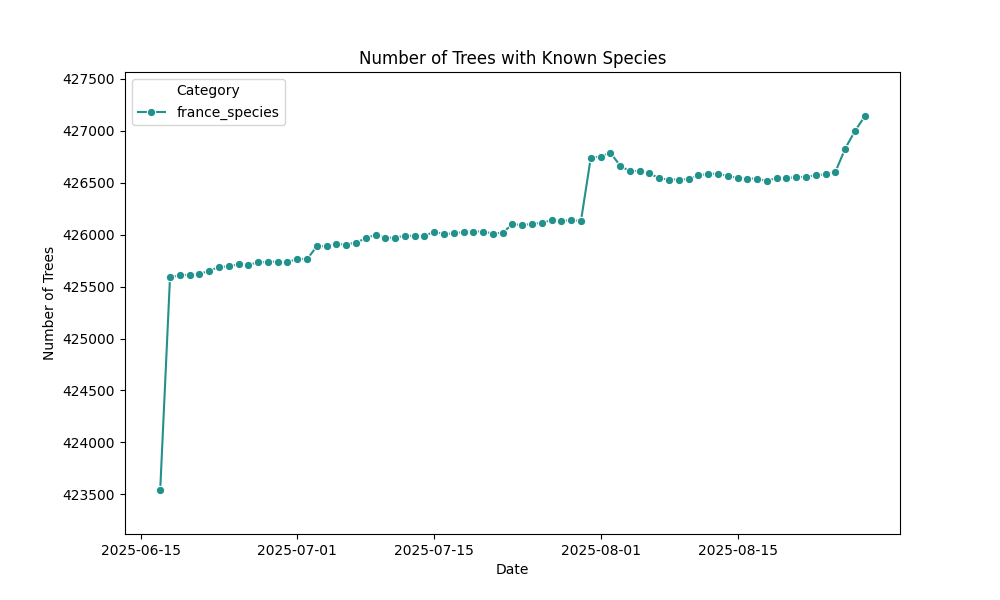 Number of Trees with Known Species
Category
france_species
427500
427000
426500
426000
425500
425000
424500
424000
423500
Number of Trees
2025-06-15
2025-07-01
2025-07-15
2025-08-01
2025-08-15
Date